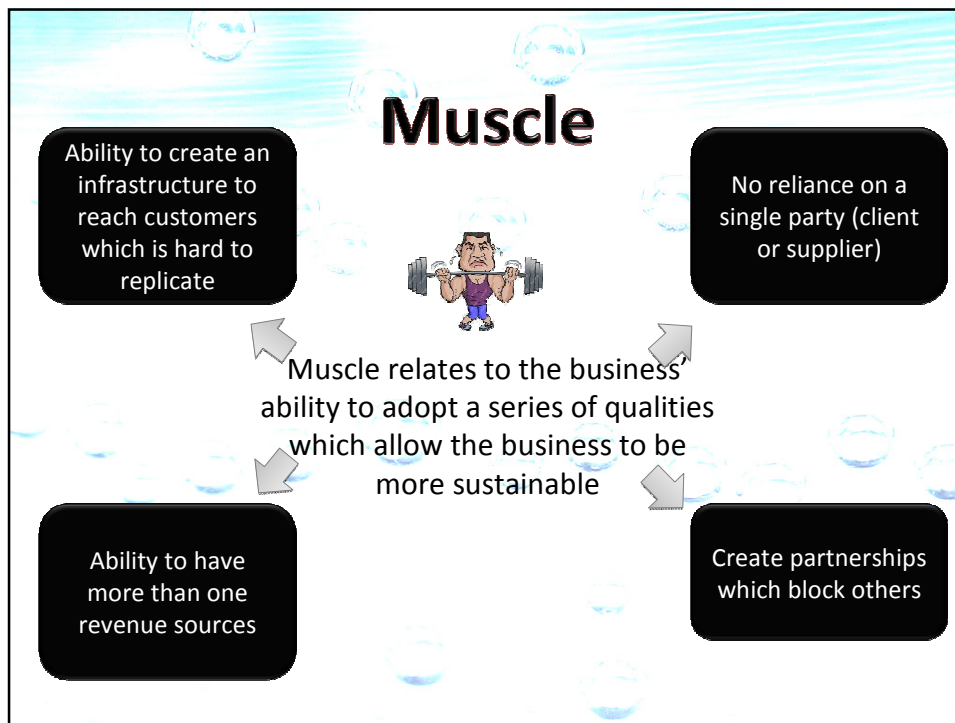 Muscle
Ability to create an
infrastructure to
reach customers
which is hard to
replicate
No reliance on a
single party (client
or supplier)
Muscle relates to the business’
ability to adopt a series of qualities
which allow the business to be
more sustainable
Ability to have
more than one
revenue sources
Create partnerships
which block others